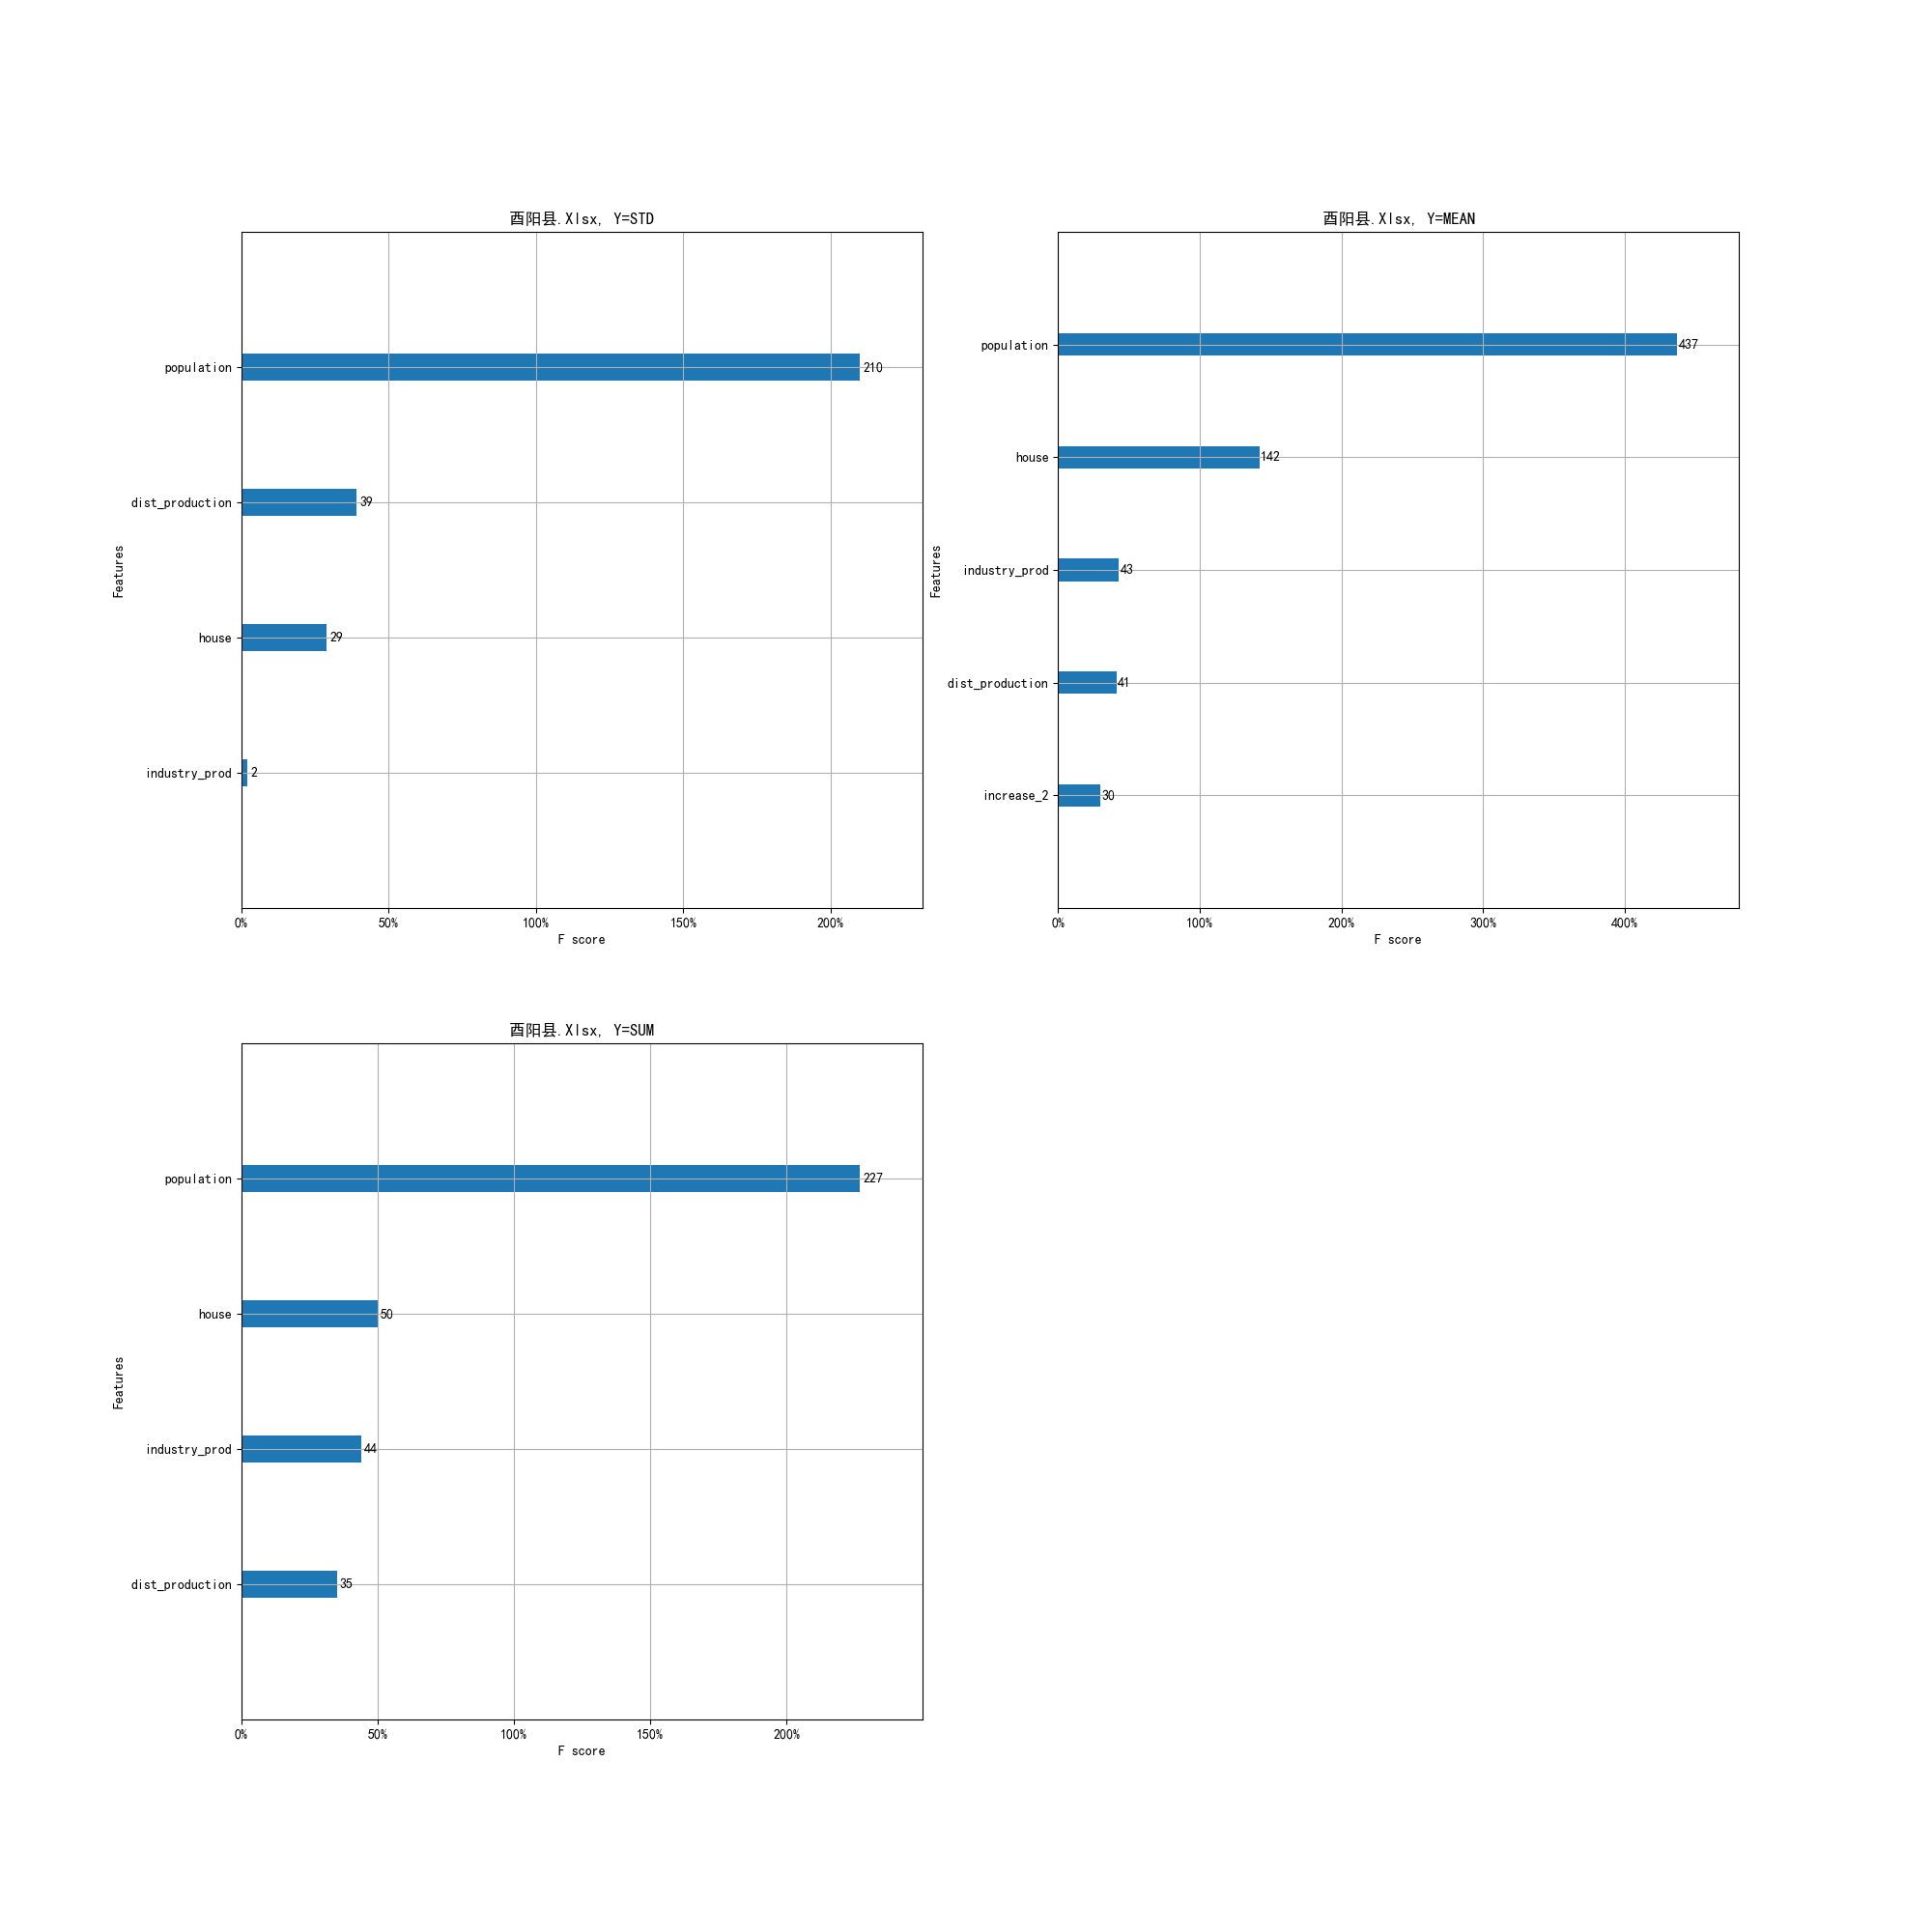 酉阳县.Xlsx, Y=STD
population
210
dist_production
39
Features
house
29
industry_prod
2
0% 50% 100% 150% 200%
F score
酉阳县.Xlsx, Y=MEAN
population
437
house
142
industry_prod
43
Features
dist_production
41
increase_2
30
0% 100% 200% 300% 400%
F score
酉阳县.Xlsx, Y=SUM
population
227
house
50
Features
industry_prod
44
dist_production
35
0% 50% 100% 150% 200%
F score